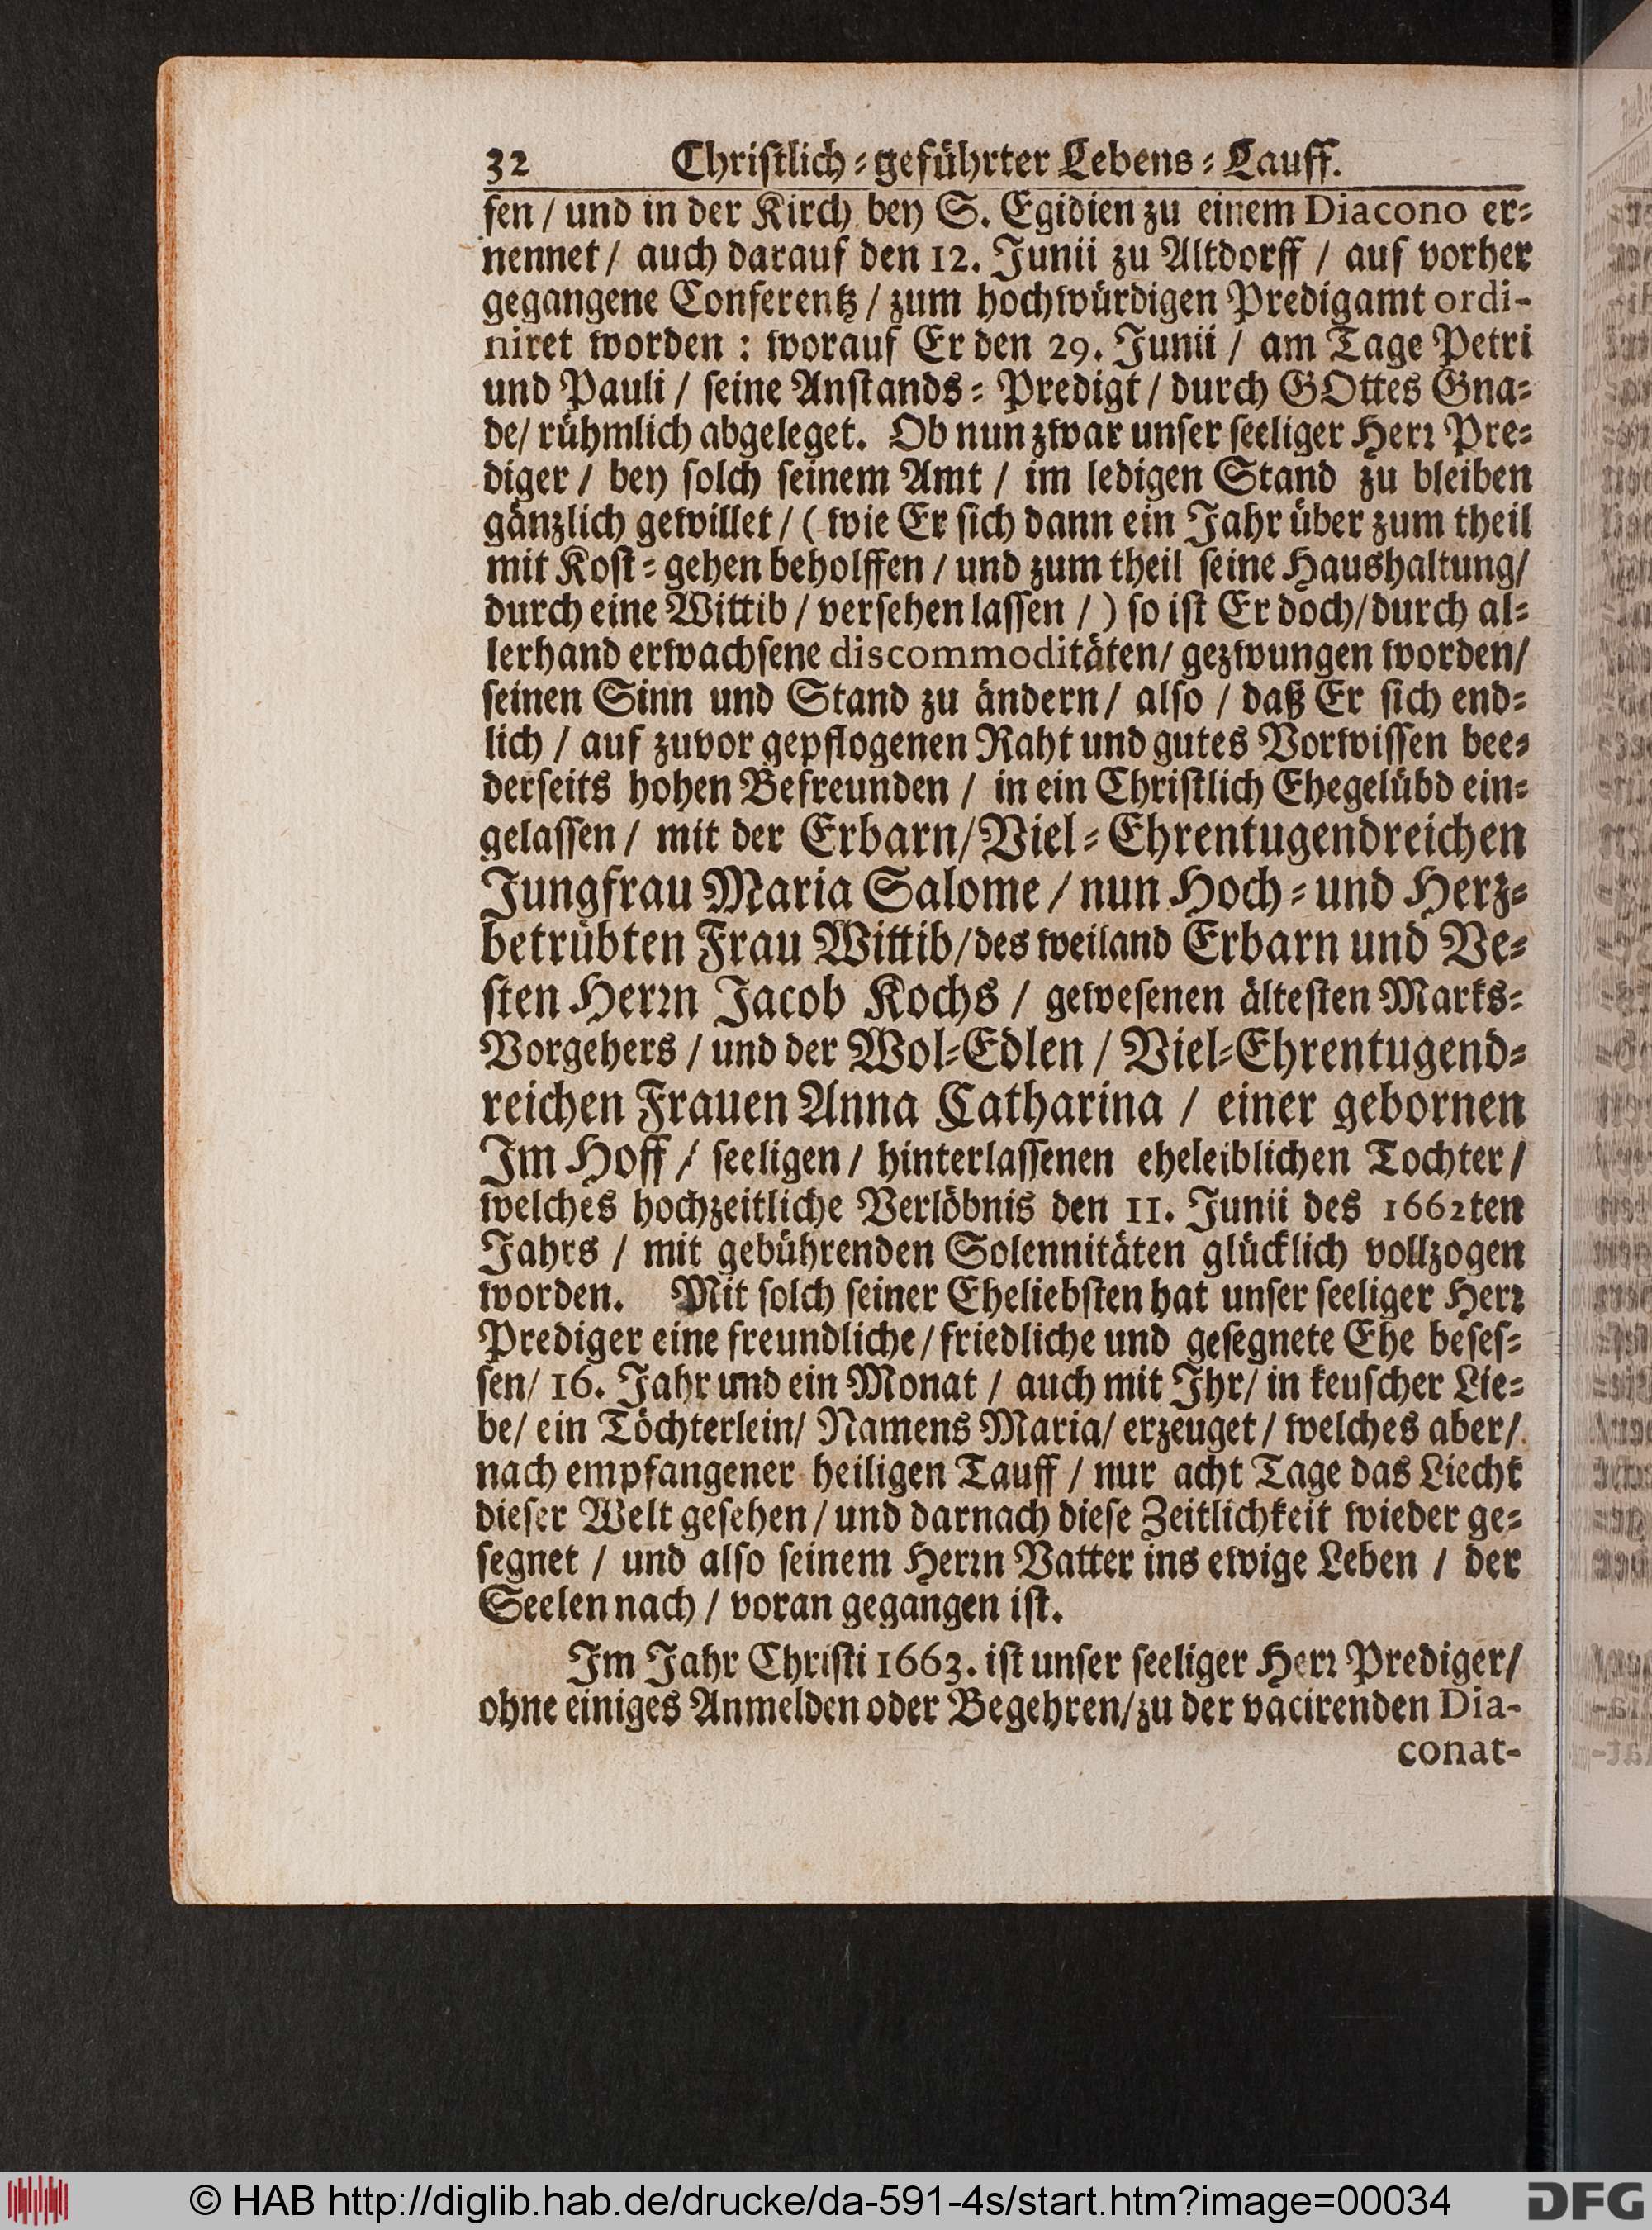 32 Chriſtlich⸗geführter Lebens⸗Lauff.
fen / und in der Kirch bey S. Egidien zu einem Diacono er⸗
nennet / auch darauf den 12. Junii zu Altdorff / auf vorher
gegangene Conferentz / zum hochwürdigen Predigamt ordi-
niret worden : worauf Er den 29. Junii / am Tage Petri
und Pauli / ſeine Anſtands⸗Predigt / durch GOttes Gna⸗
de/ rühmlich abgeleget. Ob nun zwar unſer ſeeliger Herꝛ Pre⸗
diger / bey ſolch ſeinem Amt / im ledigen Stand zu bleiben
gänzlich gewillet / ( wie Er ſich dann ein Jahr über zum theil
mit Koſt⸗gehen beholffen / und zum theil ſeine Haushaltung/
durch eine Wittib / verſehen laſſen / ) ſo iſt Er doch/durch al⸗
lerhand erwachſene discommoditäten/ gezwungen worden/
ſeinen Sinn und Stand zu ändern / alſo / daß Er ſich end⸗
lich / auf zuvor gepflogenen Raht und gutes Vorwiſſen bee⸗
derſeits hohen Befreunden / in ein Chriſtlich Ehegelübd ein⸗
gelaſſen / mit der Erbarn/Viel⸗Ehrentugendreichen
Jungfrau Maria Salome / nun Hoch⸗und Herz⸗
betrübten Frau Wittib/des weiland Erbarn und Ve⸗
ſten Herꝛn Jacob Kochs / geweſenen älteſten Marks⸗
Vorgehers / und der Wol⸗Edlen / Viel⸗Ehrentugend⸗
reichen Frauen Anna Catharina / einer gebornen
Im Hoff / ſeeligen / hinterlaſſenen eheleiblichen Tochter /
welches hochzeitliche Verlöbnis den 11. Junii des 1662ten
Jahrs / mit gebührenden Solennitäten glücklich vollzogen
worden. Mit ſolch ſeiner Eheliebſten hat unſer ſeeliger Herꝛ
Prediger eine freundliche/friedliche und geſegnete Ehe beſeſ⸗
ſen/ 16. Jahr und ein Monat / auch mit Ihr/ in keuſcher Lie⸗
be/ ein Töchterlein/ Namens Maria/ erzeuget / welches aber/
nach empfangener heiligen Tauff / nur acht Tage das Liecht
dieſer Welt geſehen / und darnach dieſe Zeitlichkeit wieder ge⸗
ſegnet / und alſo ſeinem Herꝛn Vatter ins ewige Leben / der
Seelen nach / voran gegangen iſt.
Im Jahr Chriſti 1663. iſt unſer ſeeliger Herꝛ Prediger/
ohne einiges Anmelden oder Begehren/zu der vacirenden Dia-
conat-
© HAB http://diglib.hab.de/drucke/da-591-4s/start.htm?image=00034
DFG